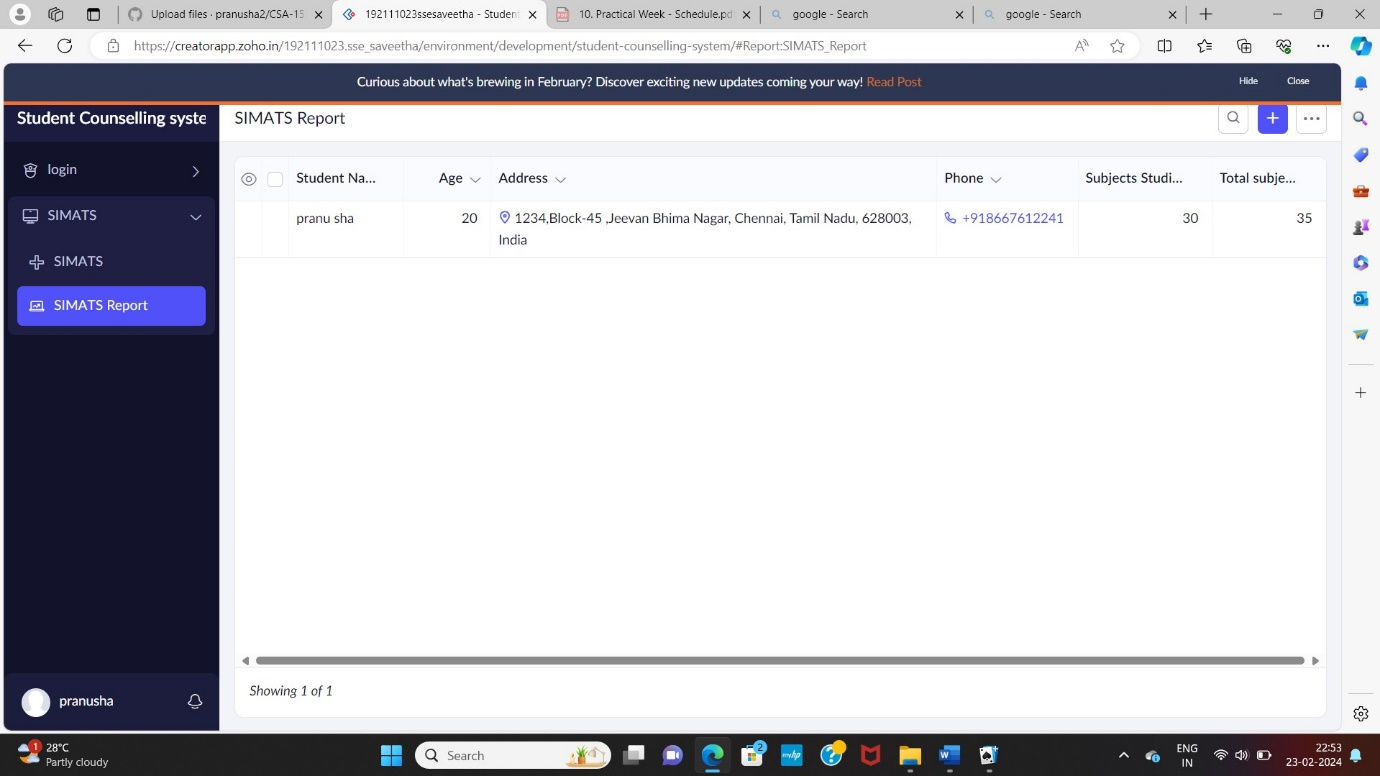 Upload files · pranusha2/CSA-15
192111023ssesaveetha - Student
10. Practical Week - Schedule.pd
google - Search
google - Search
https://creatorapp.zoho.in/192111023.sse_saveetha/environment/development/student-counselling-system/#Report:SIMATS_Report
Curious about what's brewing in February? Discover exciting new updates coming your way! Read Post
Hide
Close
Student Counselling syste
SIMATS Report
login
SIMATS
SIMATS
SIMATS Report
Student Na...
Age
Address
Phone
Subjects Studi...
Total subje...
pranu sha
20
1234,Block-45 ,Jeevan Bhima Nagar, Chennai, Tamil Nadu, 628003,
India
+918667612241
30
35
Showing 1 of 1
pranusha
1
28°C
Partly cloudy
Search
2
ENG
IN
22:53
23-02-2024